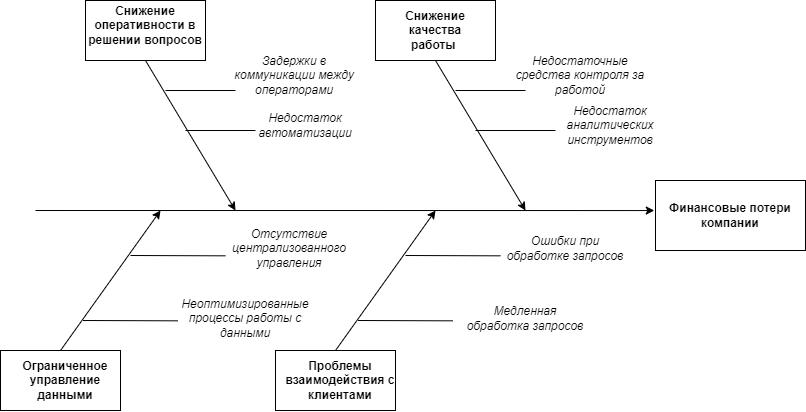 Снижение
оперативности в
решении вопросов
Снижение
качества
работы
Задержки в
коммуникации между
операторами
Недостаток
автоматизации
Недостаточные
средства контроля за
работой
Недостаток
аналитических
инструментов
Финансовые потери
компании
Отсутствие
централизованного
управления
Неоптимизированные
процессы работы с
данными
Ошибки при
обработке запросов
Медленная
обработка запросов
Ограниченное
управление
данными
Проблемы
взаимодействия с
клиентами